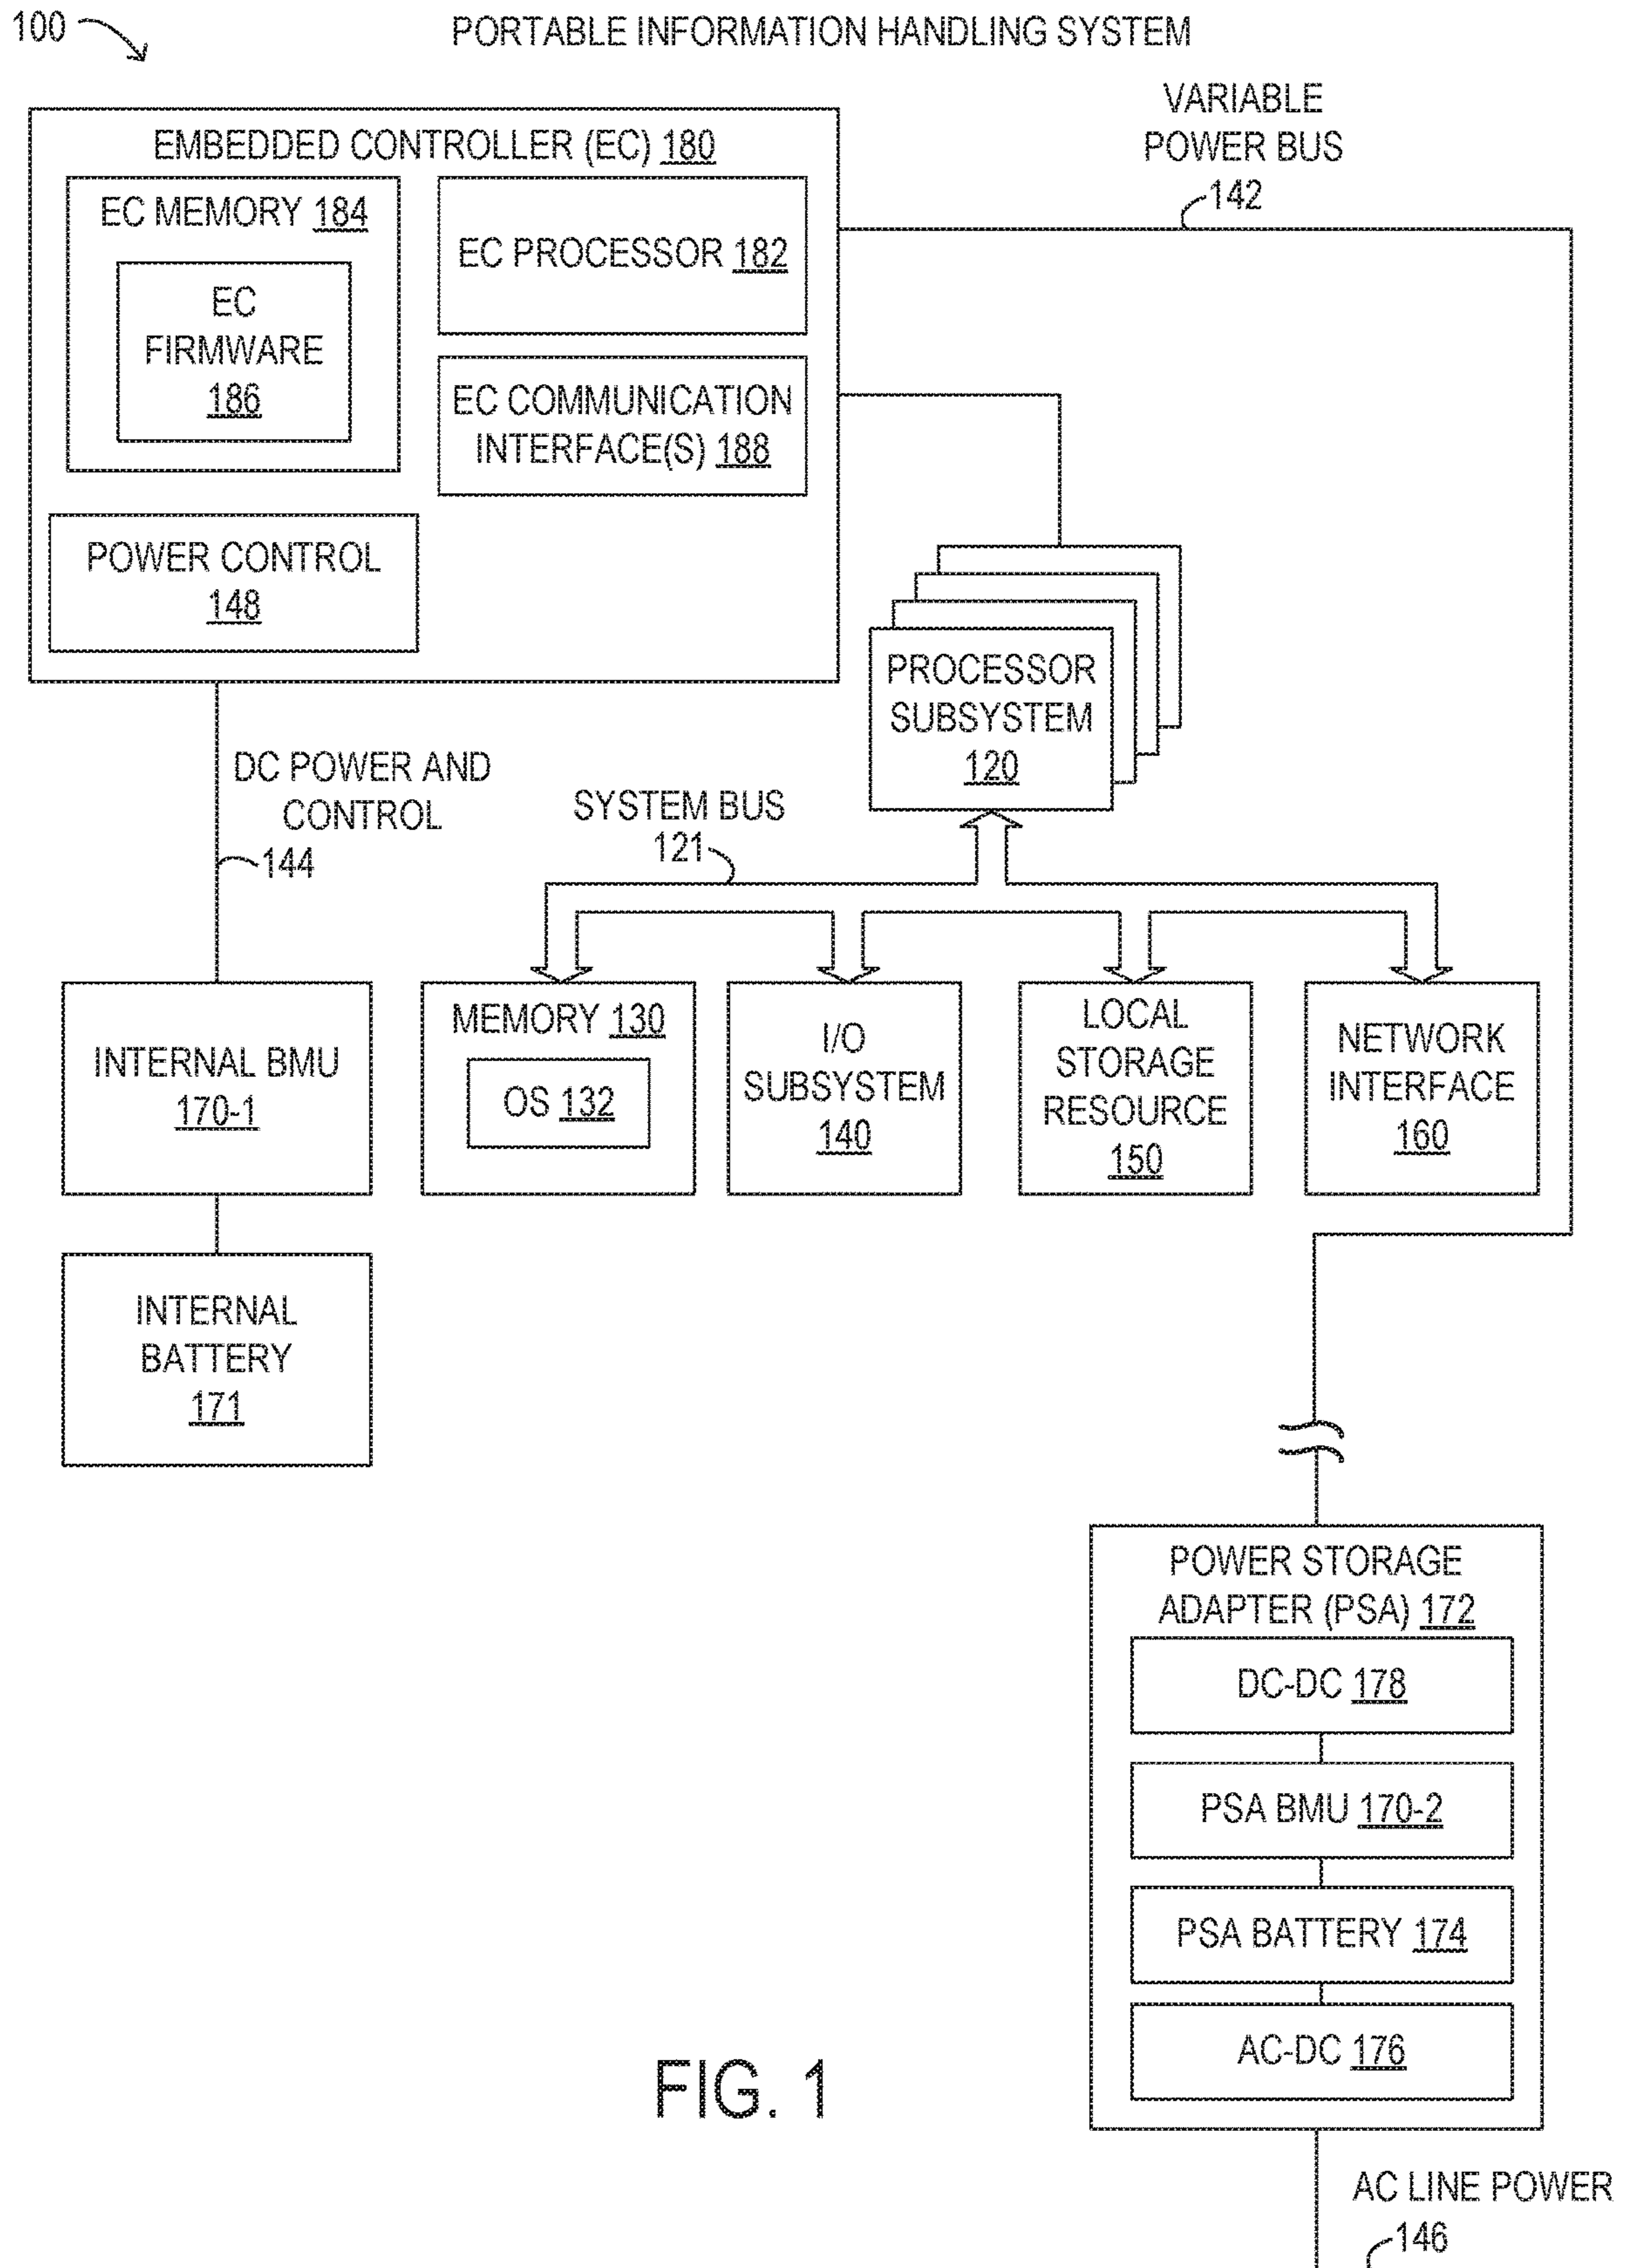 100
PORTABLE INFORMATION HANDLING SYSTEM
VARIABLE
POWER BUS
142
EMBEDDED CONTROLLER (EC) 180
EC MEMORY 184
EC
FIRMWARE
186
EC PROCESSOR 182
EC COMMUNICATION
INTERFACE(S) 188
POWER CONTROL
148
PROCESSOR
SUBSYSTEM
120
DC POWER AND
CONTROL
144
SYSTEM BUS
121
INTERNAL BMU
170-1
MEMORY 130
OS 132
I/O
SUBSYSTEM
140
LOCAL
STORAGE
RESOURCE
150
NETWORK
INTERFACE
160
INTERNAL
BATTERY
171
POWER STORAGE
ADAPTER (PSA) 172
DC-DC 178
PSA BMU 170-2
PSA BATTERY 174
AC-DC 176
FIG. 1
AC LINE POWER
146